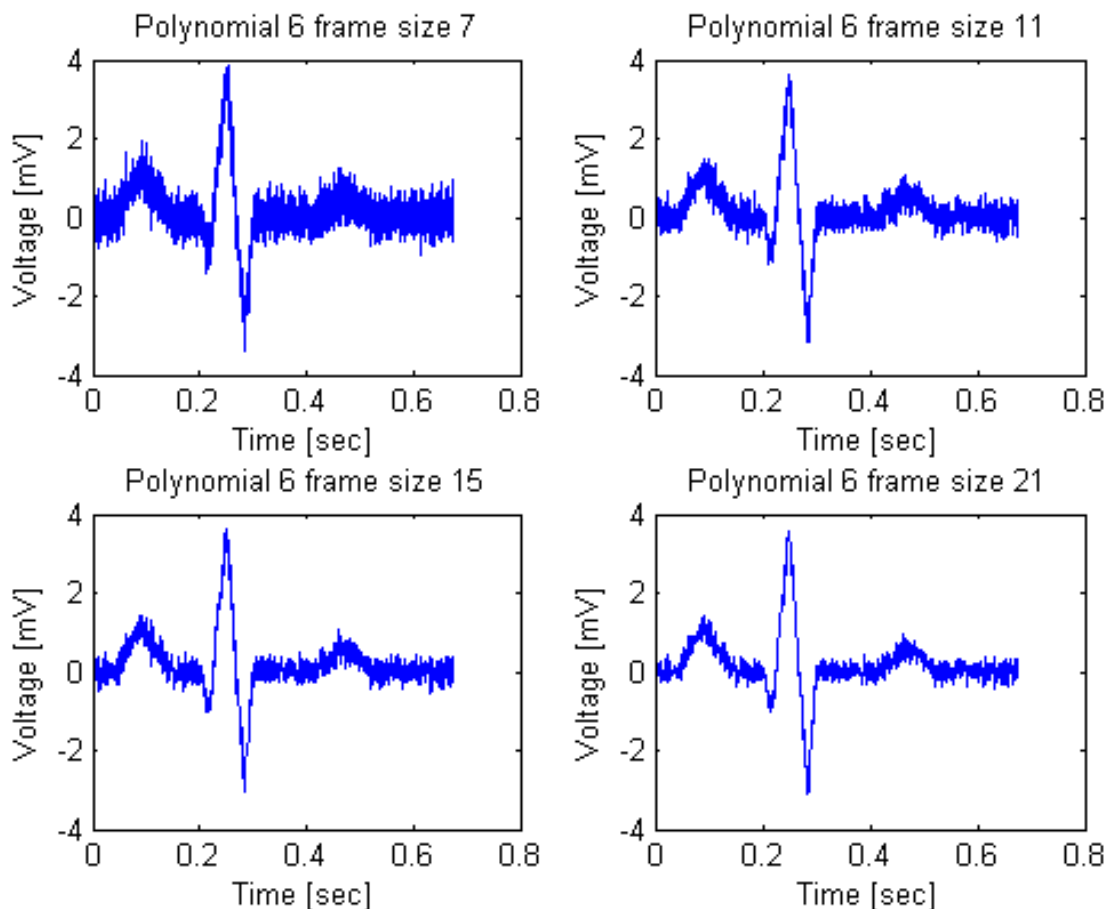 Polynomial 6 frame size 7
4
2
0
-2
-4
Voltage [mV]
0 0.2 0.4 0.6 0.8
Time [sec]
Polynomial 6 frame size 11
4
2
0
-2
-4
Voltage [mV]
0 0.2 0.4 0.6 0.8
Time [sec]
Polynomial 6 frame size 15
4
2
0
-2
-4
Voltage [mV]
0 0.2 0.4 0.6 0.8
Time [sec]
Polynomial 6 frame size 21
4
2
0
-2
-4
Voltage [mV]
0 0.2 0.4 0.6 0.8
Time [sec]